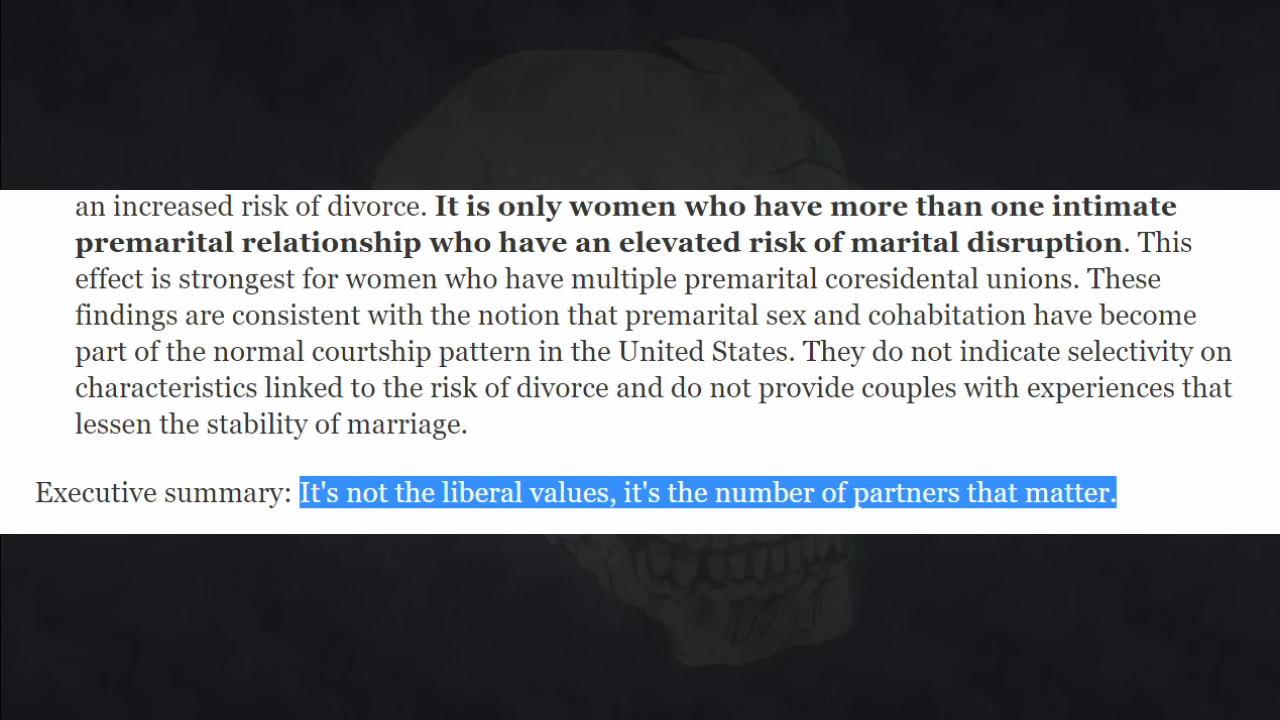 an increased risk of divorce. It is only women who have more than one intimate
premarital relationship who have an elevated risk of marital disruption. This
effect is strongest for women who have multiple premarital coresidental unions. These
findings are consistent with the notion that premarital sex and cohabitation have become
part of the normal courtship pattern in the United States. They do not indicate selectivity on
characteristics linked to the risk of divorce and do not provide couples with experiences that
lessen the stability of marriage.
Executive summary: It's not the liberal values, it's the number of partners that matter.